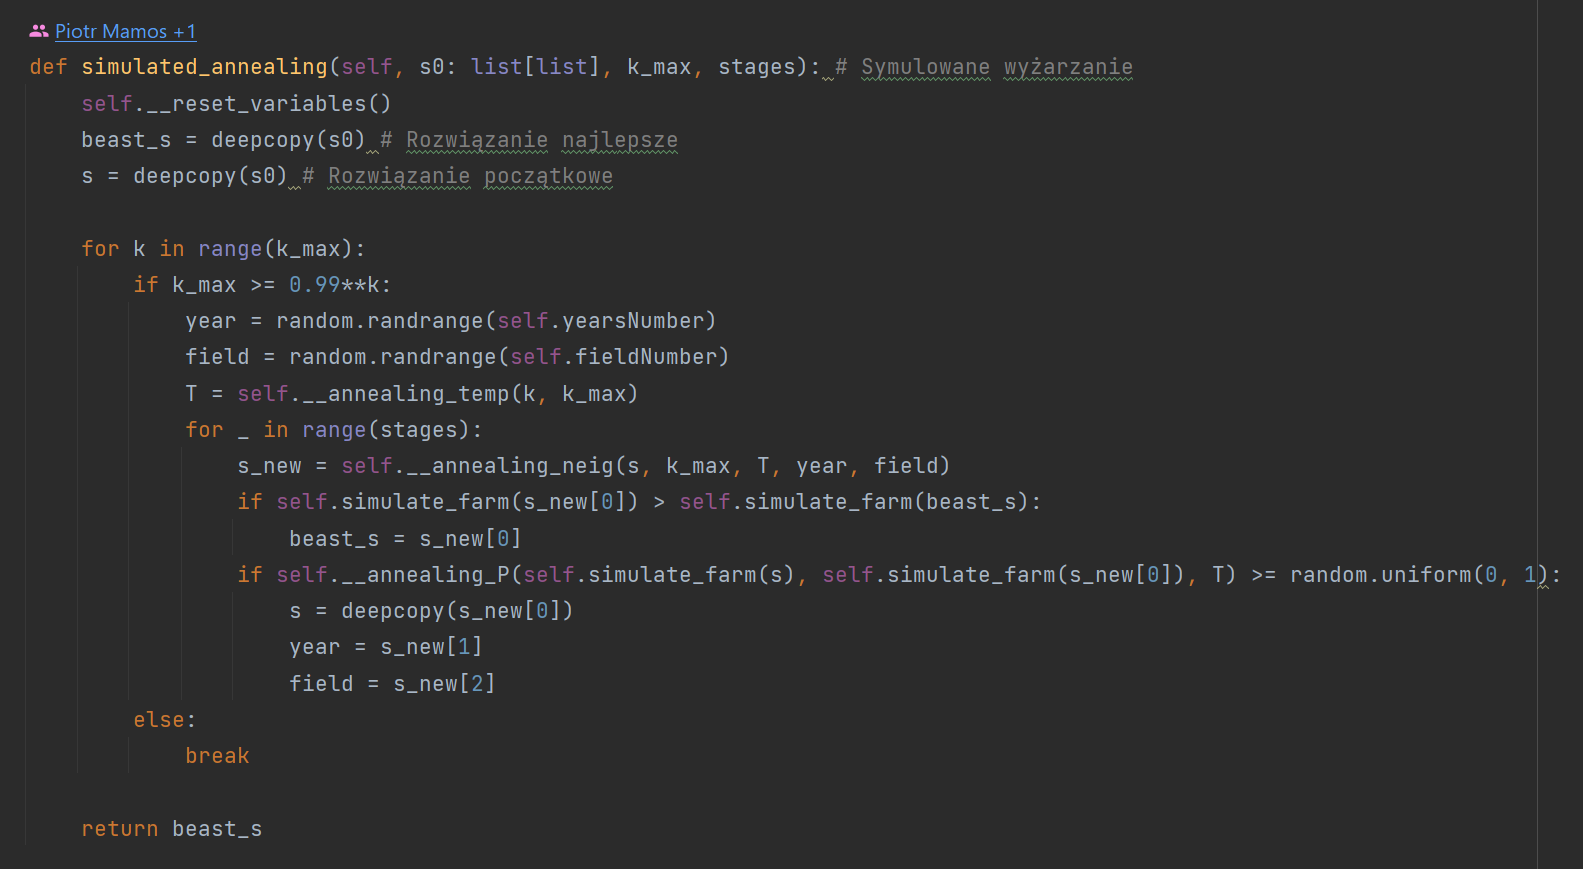 Piotr Mamos +1
def simulated_annealing(self, s0: list[list], k_max, stages): # Symulowane wyżarzanie
    self.__reset_variables()
    beast_s = deepcopy(s0) # Rozwiązanie najlepsze
    s = deepcopy(s0) # Rozwiązanie początkowe

    for k in range(k_max):
        if k_max >= 0.99**k:
            year = random.randrange(self.yearsNumber)
            field = random.randrange(self.fieldNumber)
            T = self.__annealing_temp(k, k_max)
            for _ in range(stages):
                s_new = self.__annealing_neig(s, k_max, T, year, field)
                if self.simulate_farm(s_new[0]) > self.simulate_farm(beast_s):
                    beast_s = s_new[0]
                if self.__annealing_P(self.simulate_farm(s), self.simulate_farm(s_new[0]), T) >= random.uniform(0, 1):
                    s = deepcopy(s_new[0])
                    year = s_new[1]
                    field = s_new[2]
        else:
            break

    return beast_s